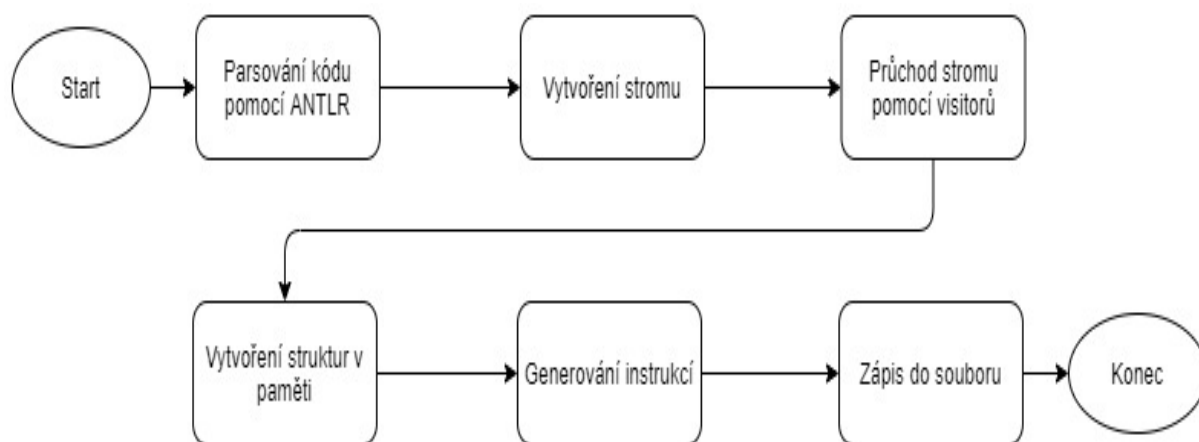 Start
Parsování kódu
pomocí ANTLR
Vytvoření stromu
Průchod stromu
pomocí visitorů
Vytvoření struktur v
paměti
Generování instrukcí
Zápis do souboru
Konec